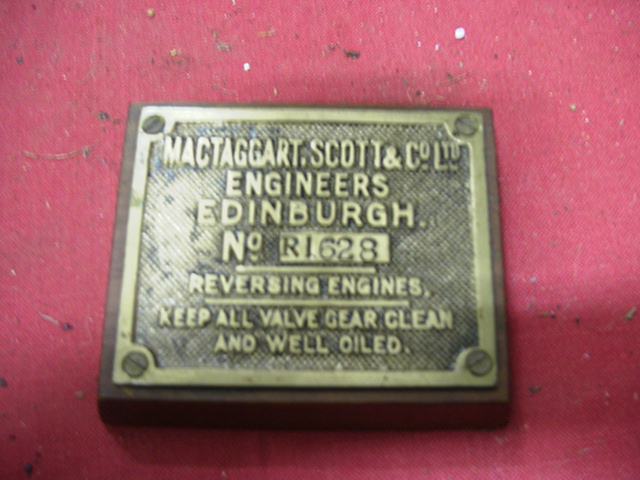 MACTAGGART, SCOTT & Co LTD
ENGINEERS
EDINBURGH.
No R1628
REVERSING ENGINES.
KEEP ALL VALVE GEAR CLEAN
AND WELL OILED.